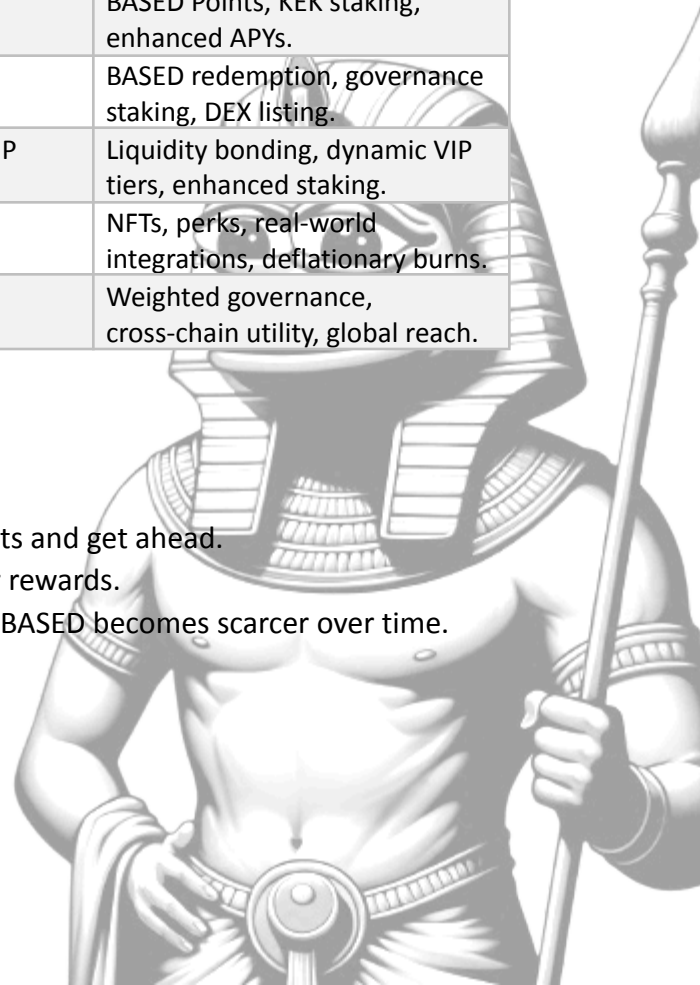 BASED Points, KEK staking,
enhanced APYs.
BASED redemption, governance
staking, DEX listing.
P
Liquidity bonding, dynamic VIP
tiers, enhanced staking.
NFTs, perks, real-world
integrations, deflationary burns.
Weighted governance,
cross-chain utility, global reach.
ts and get ahead.
rewards.
BASED becomes scarcer over time.